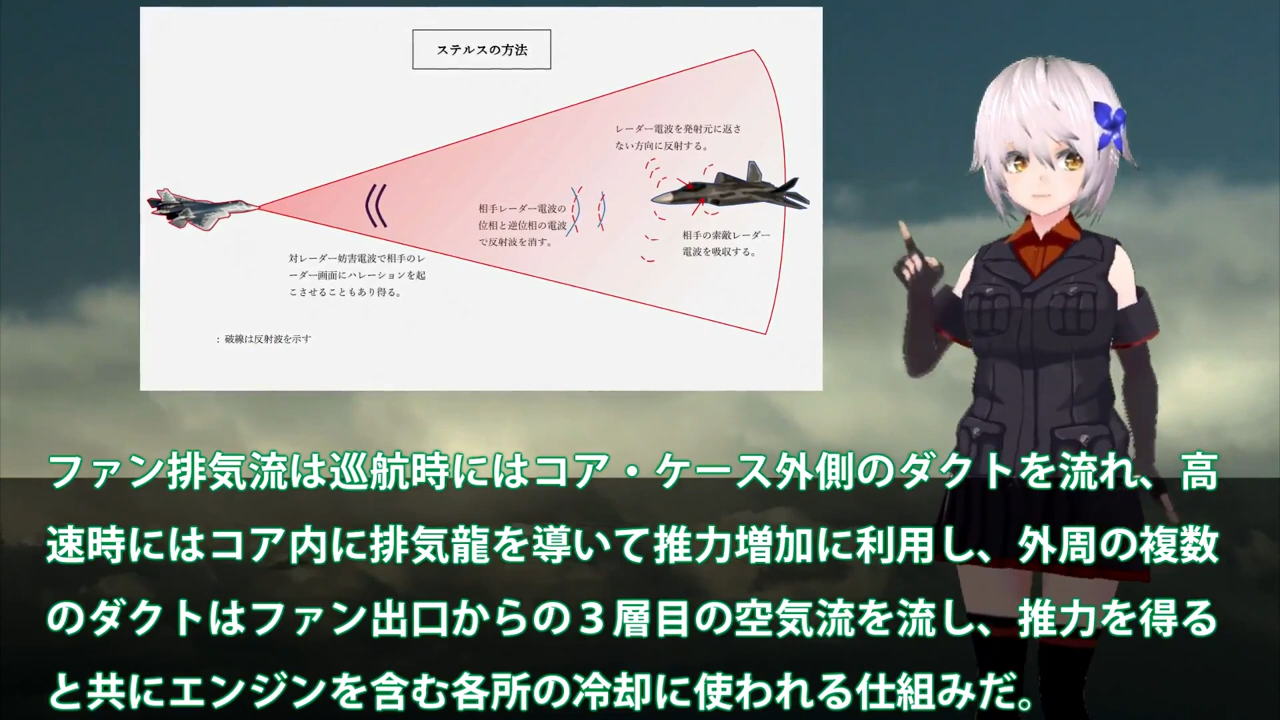 ステルスの方法
レーダー電波を発射元に返さ
ない方向に反射する。
相手レーダー電波の
位相と逆位相の電波
で反射波を消す。
相手の索敵レーダー
電波を吸収する。
対レーダー妨害電波で相手のレ
ーダー画面にハレーションを起
こさせることもあり得る。
：破線は反射波を示す
ファン排気流は巡航時にはコア・ケース外側のダクトを流れ、高
速時にはコア内に排気龍を導いて推力増加に利用し、外周の複数
のダクトはファン出口からの３層目の空気流を流し、推力を得る
と共にエンジンを含む各所の冷却に使われる仕組みだ。